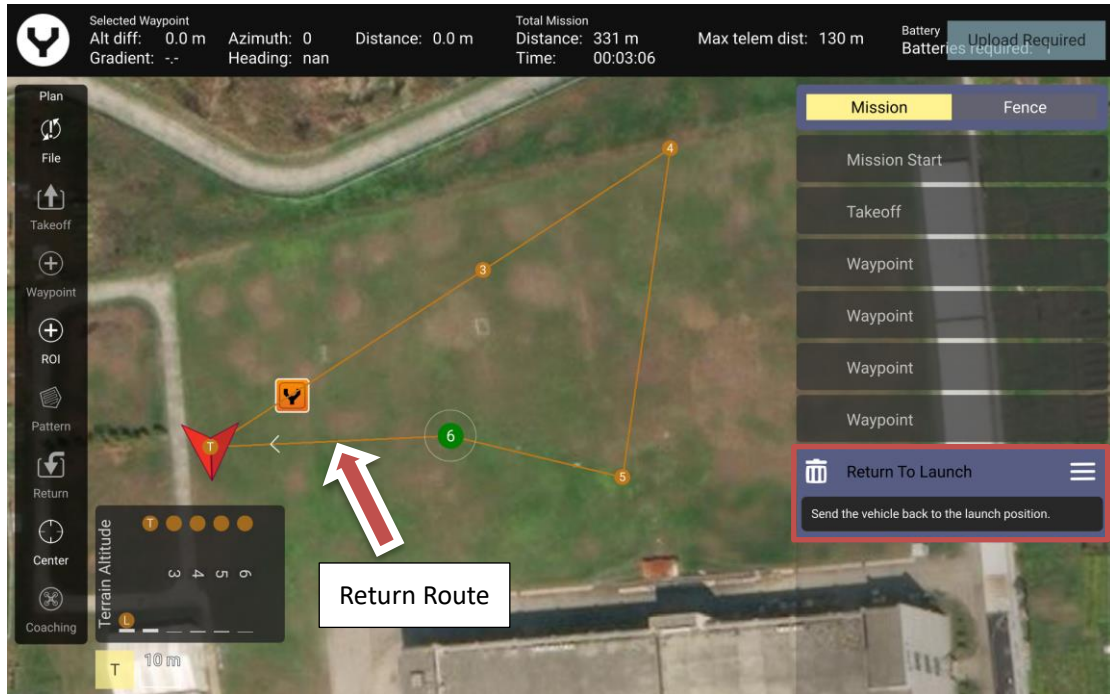 Selected Waypoint
Alt diff: 0.0 m Azimuth: 0 Distance: 0.0 m
Gradient: -.- Heading: nan
Total Mission
Distance: 331 m Max telem dist: 130 m
Time: 00:03:06
Battery
Batteries required:
Upload Required
Plan
File
Takeoff
Waypoint
ROI
Pattern
Return
Center
Coaching
Mission Fence
Mission Start
Takeoff
Waypoint
Waypoint
Waypoint
Waypoint
Return To Launch
Send the vehicle back to the launch position.
4
3
T
6
5
Return Route
Terrain Altitude
T
3 4 5 6
L
T 10 m